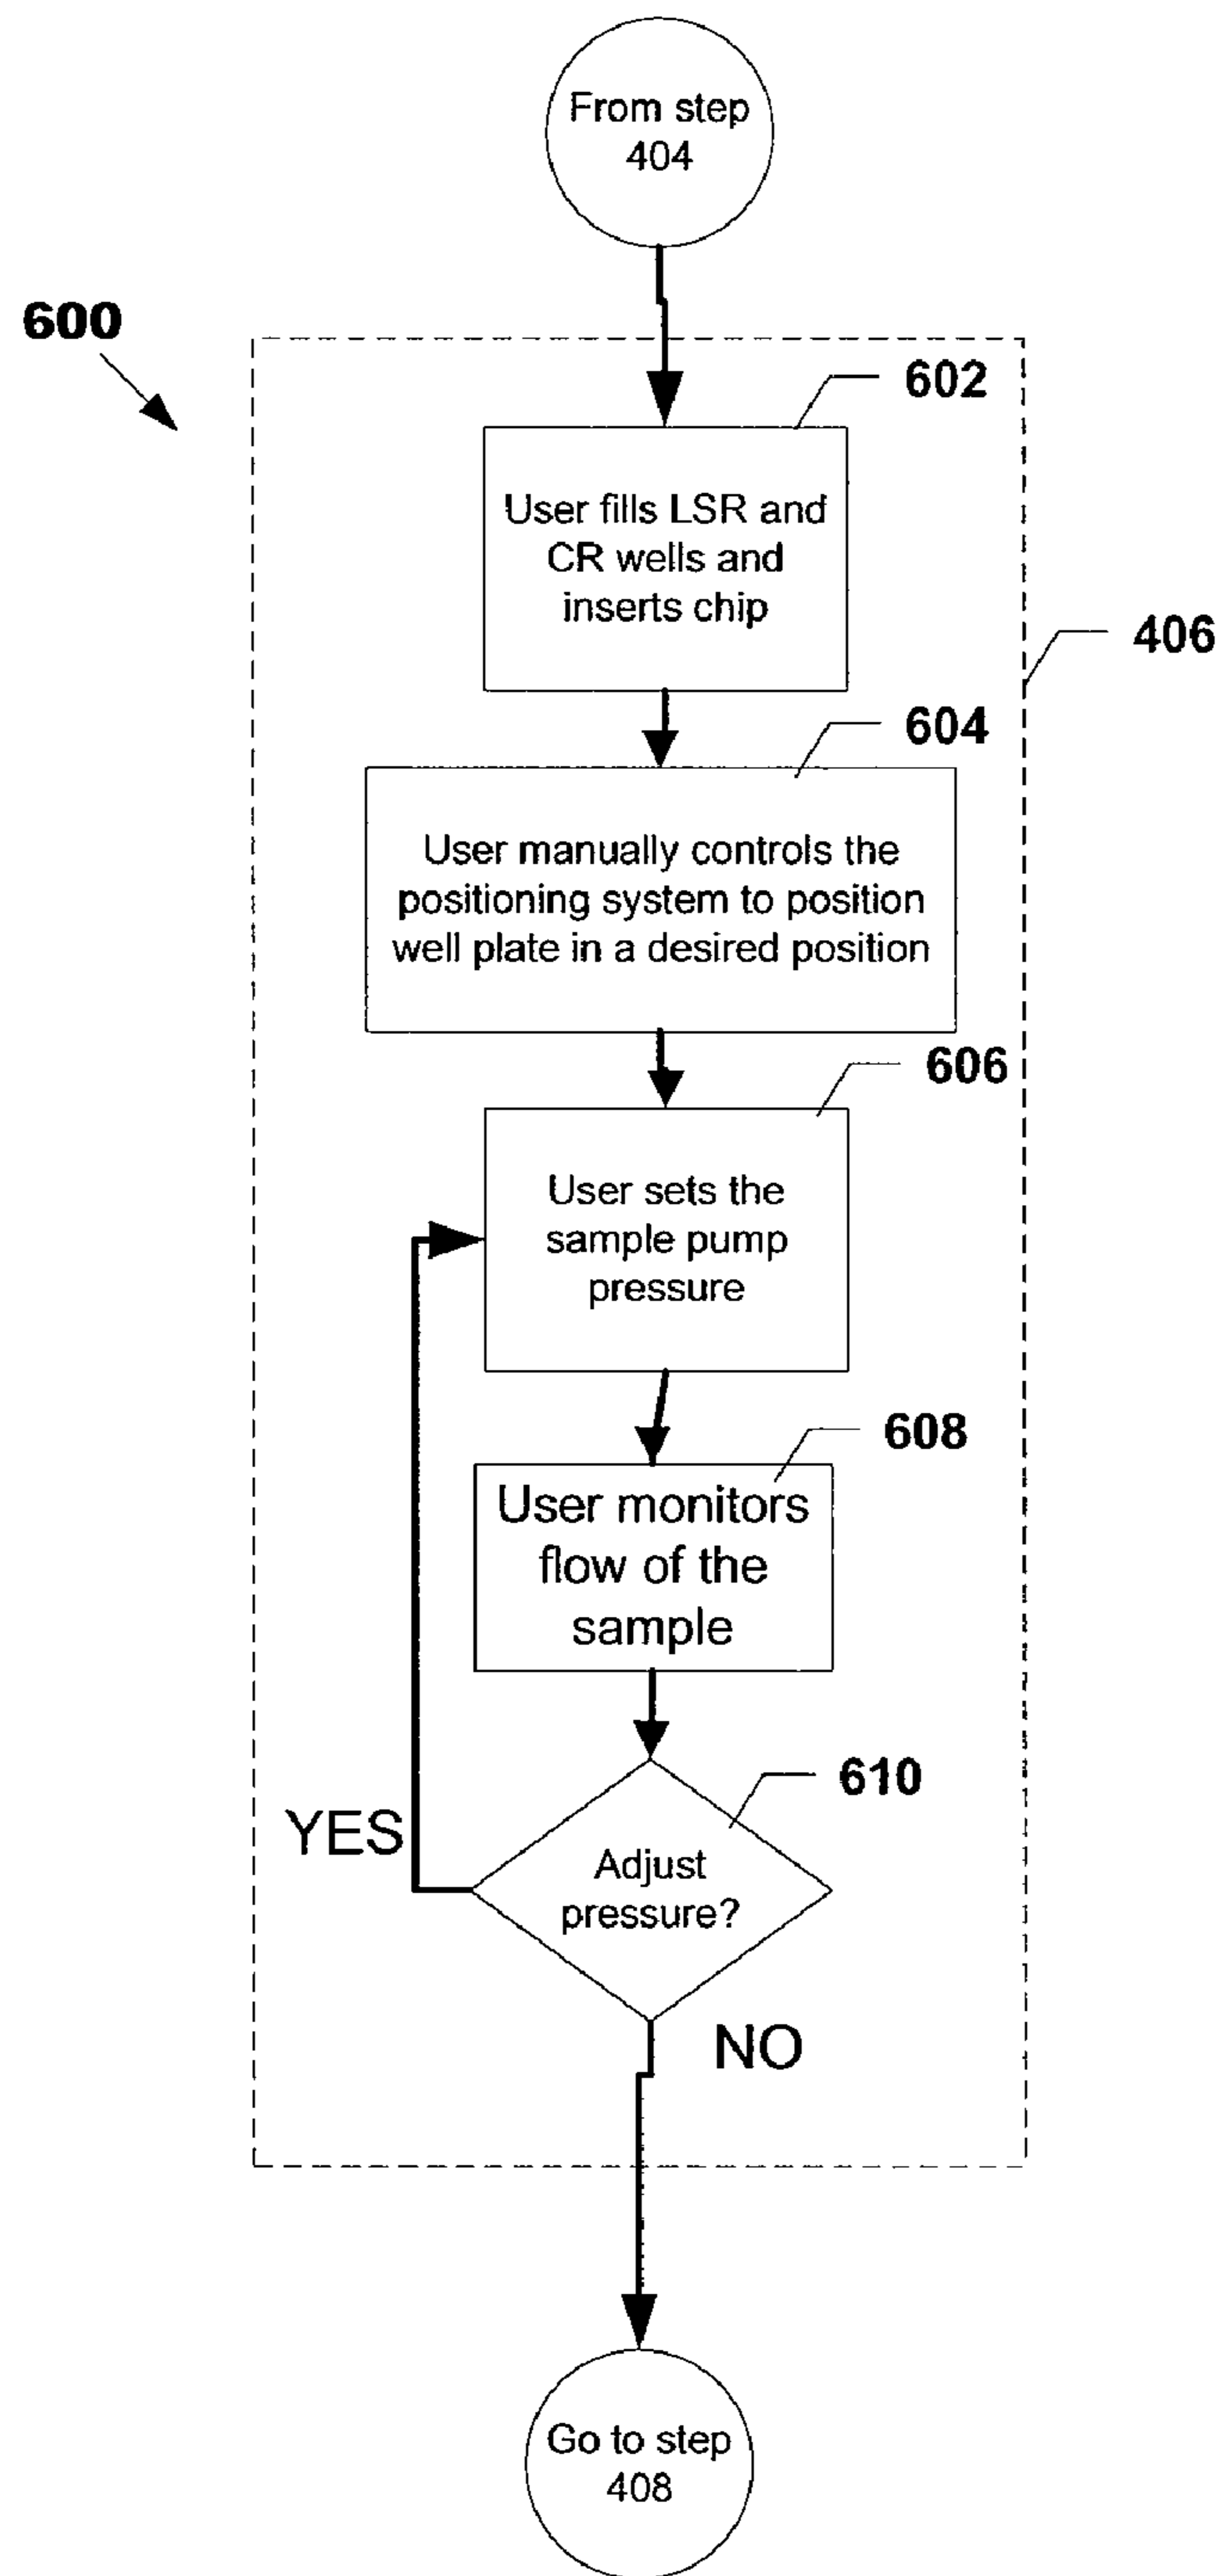 From step
404
600
602
User fills LSR and
CR wells and
inserts chip
406
604
User manually controls the
positioning system to position
well plate in a desired position
606
User sets the
sample pump
pressure
608
User monitors
flow of the
sample
610
YES
Adjust
pressure?
NO
Go to step
408